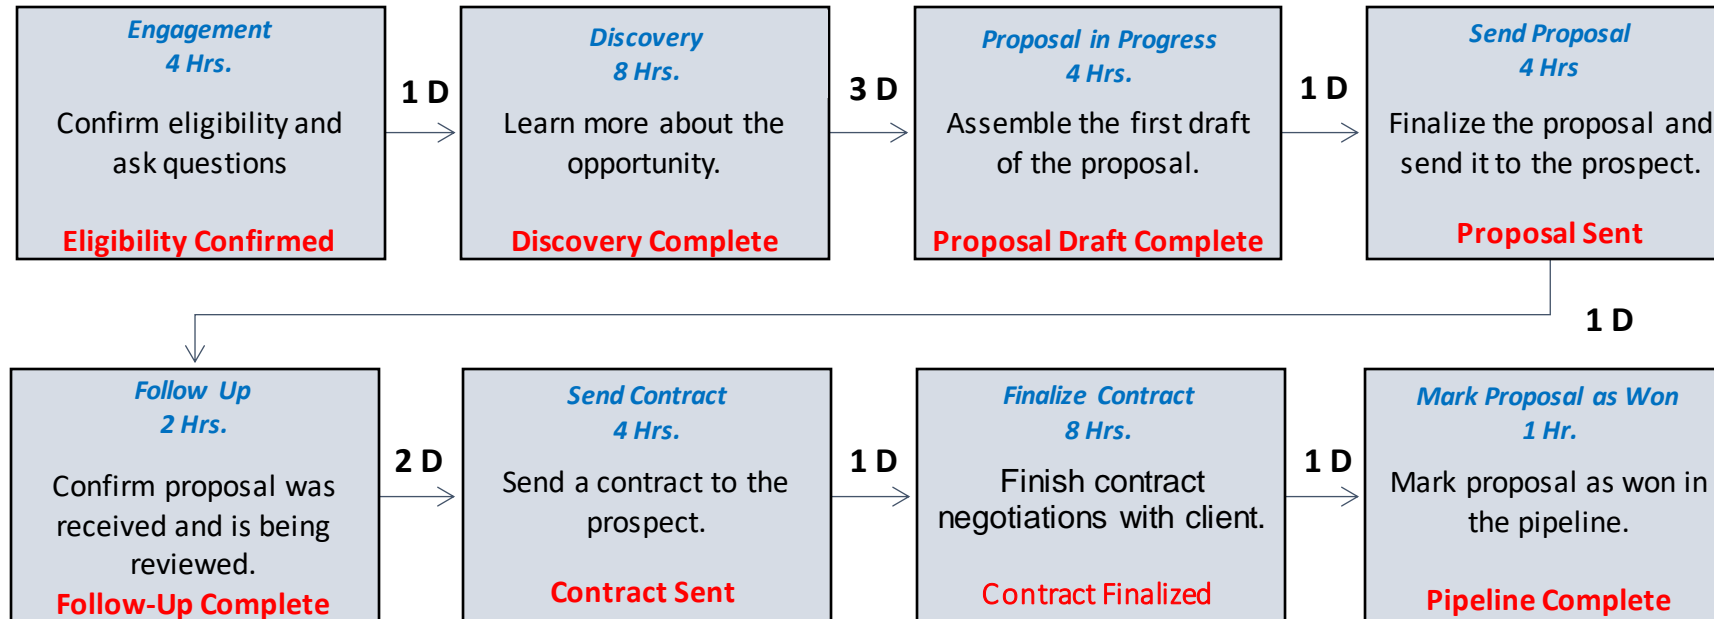 Engagement
4 Hrs.
Confirm eligibility and
ask questions
Eligibility Confirmed
1 D
Discovery
8 Hrs.
Learn more about the
opportunity.
Discovery Complete
3 D
Proposal in Progress
4 Hrs.
Assemble the first draft
of the proposal.
Proposal Draft Complete
1 D
Send Proposal
4 Hrs
Finalize the proposal and
send it to the prospect.
Proposal Sent
1 D
Follow Up
2 Hrs.
Confirm proposal was
received and is being
reviewed.
Follow-Up Complete
2 D
Send Contract
4 Hrs.
Send a contract to the
prospect.
Contract Sent
1 D
Finalize Contract
8 Hrs.
Finish contract
negotiations with client.
Contract Finalized
1 D
Mark Proposal as Won
1 Hr.
Mark proposal as won in
the pipeline.
Pipeline Complete